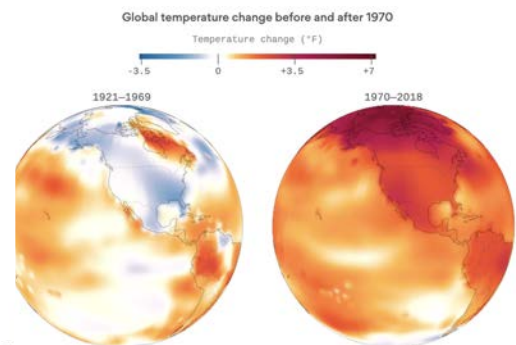 Global temperature change before and after 1970
Temperature change (°F)
-3.5 0 +3.5 +7
1921–1969 1970–2018